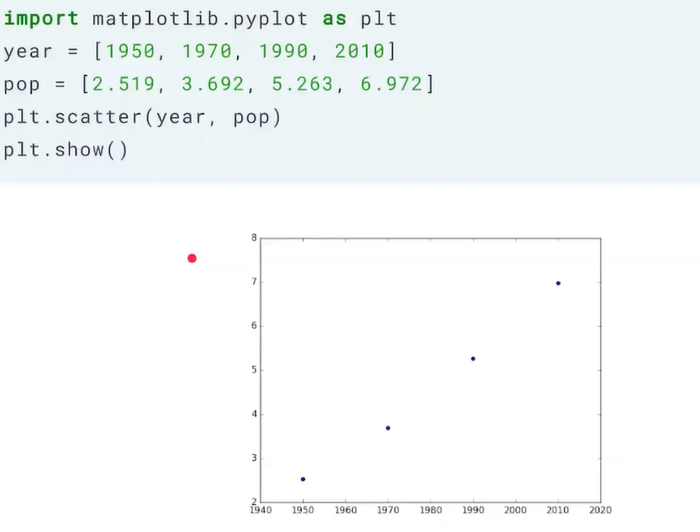 import matplotlib.pyplot as plt
year = [1950, 1970, 1990, 2010]
pop = [2.519, 3.692, 5.263, 6.972]
plt.scatter(year, pop)
plt.show()
8
7
6
5
4
3
2
1940 1950 1960 1970 1980 1990 2000 2010 2020